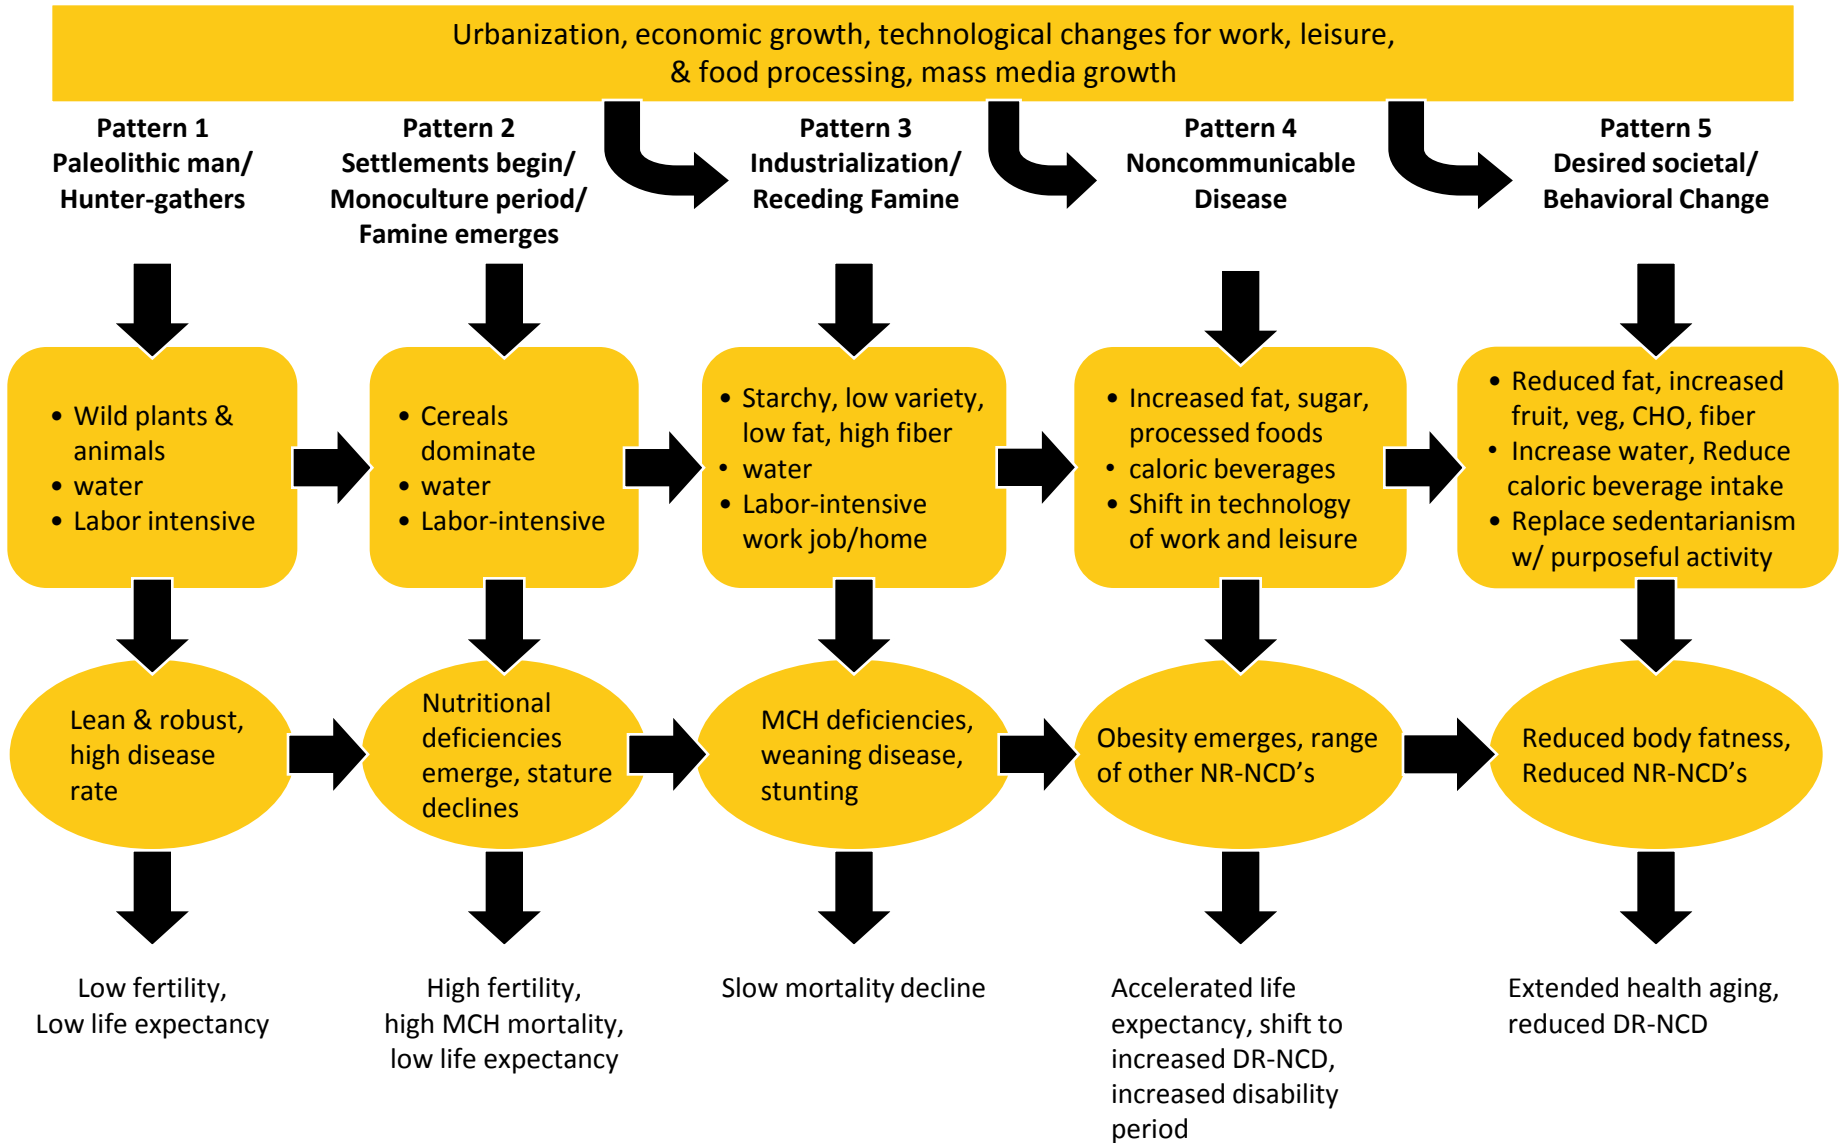 Urbanization, economic growth, technological changes for work, leisure,
& food processing, mass media growth
Pattern 1
Paleolithic man/
Hunter-gathers
Pattern 2
Settlements begin/
Monoculture period/
Famine emerges
Pattern 3
Industrialization/
Receding Famine
Pattern 4
Noncommunicable
Disease
Pattern 5
Desired societal/
Behavioral Change
• Wild plants &
animals
• water
• Labor intensive
• Cereals
dominate
• water
• Labor-intensive
• Starchy, low variety,
low fat, high fiber
• water
• Labor-intensive
work job/home
• Increased fat, sugar,
processed foods
• caloric beverages
• Shift in technology
of work and leisure
• Reduced fat, increased
fruit, veg, CHO, fiber
• Increase water, Reduce
caloric beverage intake
• Replace sedentarianism
w/ purposeful activity
Lean & robust,
high disease
rate
Nutritional
deficiencies
emerge, stature
declines
MCH deficiencies,
weaning disease,
stunting
Obesity emerges, range
of other NR-NCD’s
Reduced body fatness,
Reduced NR-NCD’s
Low fertility,
Low life expectancy
High fertility,
high MCH mortality,
low life expectancy
Slow mortality decline
Accelerated life
expectancy, shift to
increased DR-NCD,
increased disability
period
Extended health aging,
reduced DR-NCD